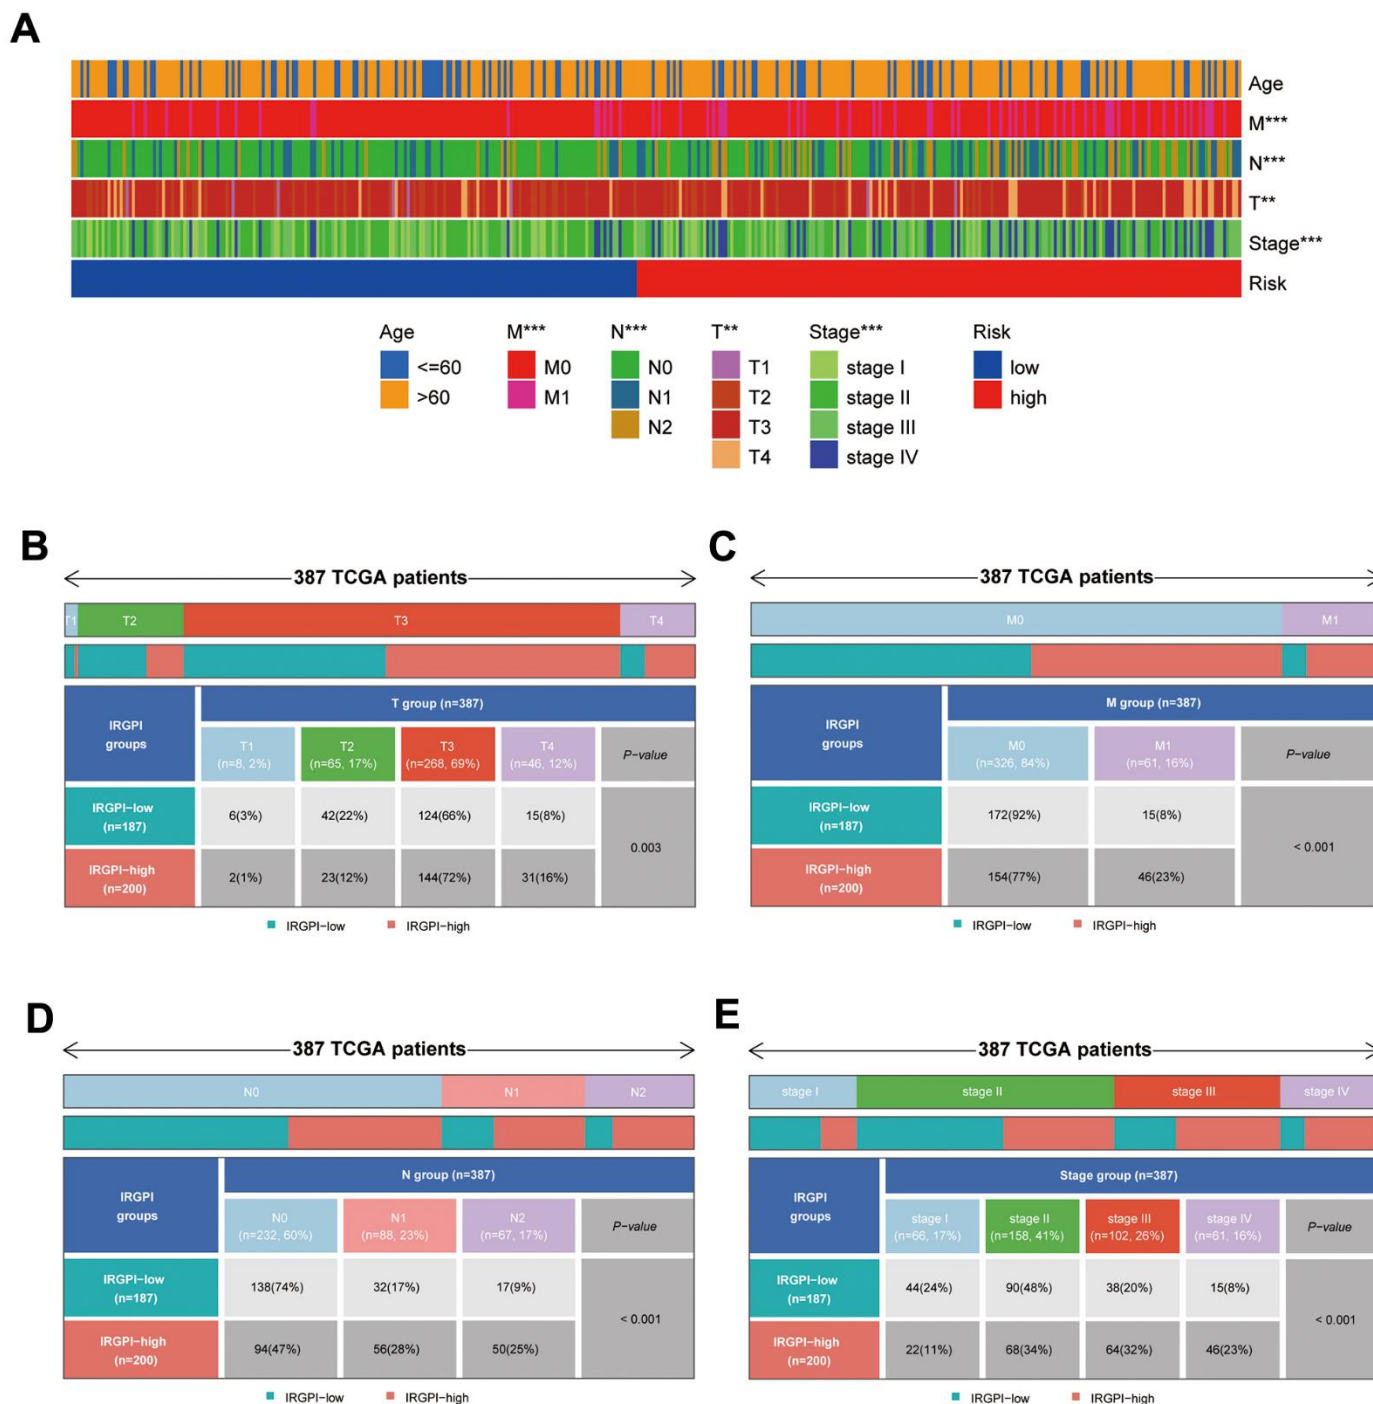 A
Age
M***
N***
T**
Stage***
Risk
Age M*** N*** T** Stage*** Risk
<=60 M0 N0 T1 stage I low
>60 M1 N1 T2 stage II high
N2 T3 stage III
T4 stage IV
B
387 TCGA patients
T1 T2 T3 T4
IRGPI groups
T group (n=387)
T1 (n=8, 2%)
T2 (n=65, 17%)
T3 (n=268, 69%)
T4 (n=46, 12%)
P-value
IRGPI-low (n=187)
6(3%) 42(22%) 124(66%) 15(8%)
0.003
IRGPI-high (n=200)
2(1%) 23(12%) 144(72%) 31(16%)
IRGPI-low IRGPI-high
C
387 TCGA patients
M0 M1
IRGPI groups
M group (n=387)
M0 (n=326, 84%)
M1 (n=61, 16%)
P-value
IRGPI-low (n=187)
172(92%) 15(8%)
< 0.001
IRGPI-high (n=200)
154(77%) 46(23%)
IRGPI-low IRGPI-high
D
387 TCGA patients
N0 N1 N2
IRGPI groups
N group (n=387)
N0 (n=232, 60%)
N1 (n=88, 23%)
N2 (n=67, 17%)
P-value
IRGPI-low (n=187)
138(74%) 32(17%) 17(9%)
< 0.001
IRGPI-high (n=200)
94(47%) 56(28%) 50(25%)
IRGPI-low IRGPI-high
E
387 TCGA patients
stage I stage II stage III stage IV
IRGPI groups
Stage group (n=387)
stage I (n=66, 17%)
stage II (n=158, 41%)
stage III (n=102, 26%)
stage IV (n=61, 16%)
P-value
IRGPI-low (n=187)
44(24%) 90(48%) 38(20%) 15(8%)
< 0.001
IRGPI-high (n=200)
22(11%) 68(34%) 64(32%) 46(23%)
IRGPI-low IRGPI-high